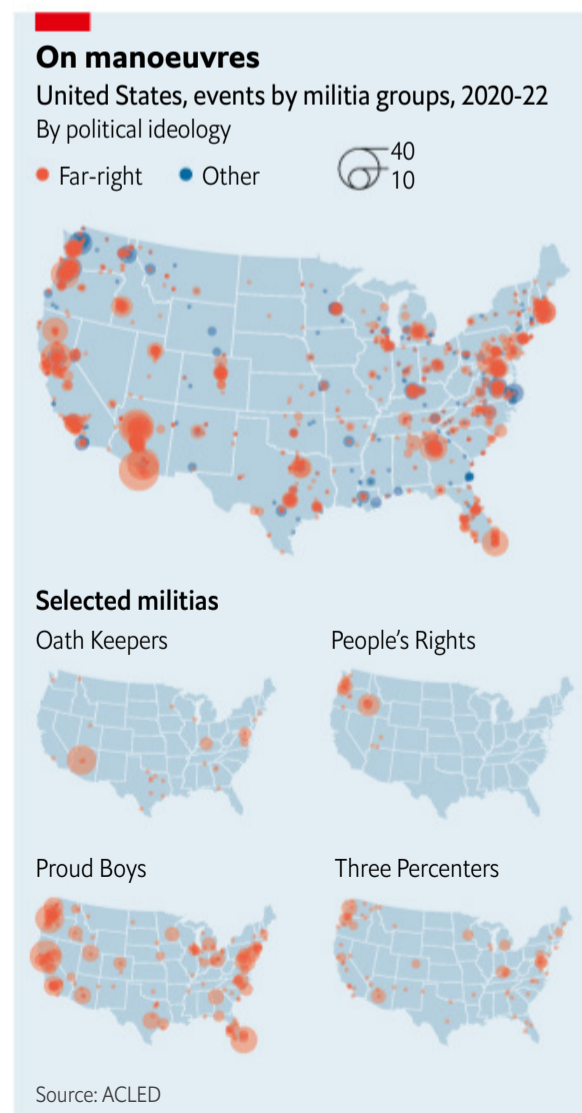 On manoeuvres
United States, events by militia groups, 2020-22
By political ideology
Far-right
Other
40
10
Selected militias
Oath Keepers
People’s Rights
Proud Boys
Three Percenters
Source: ACLED